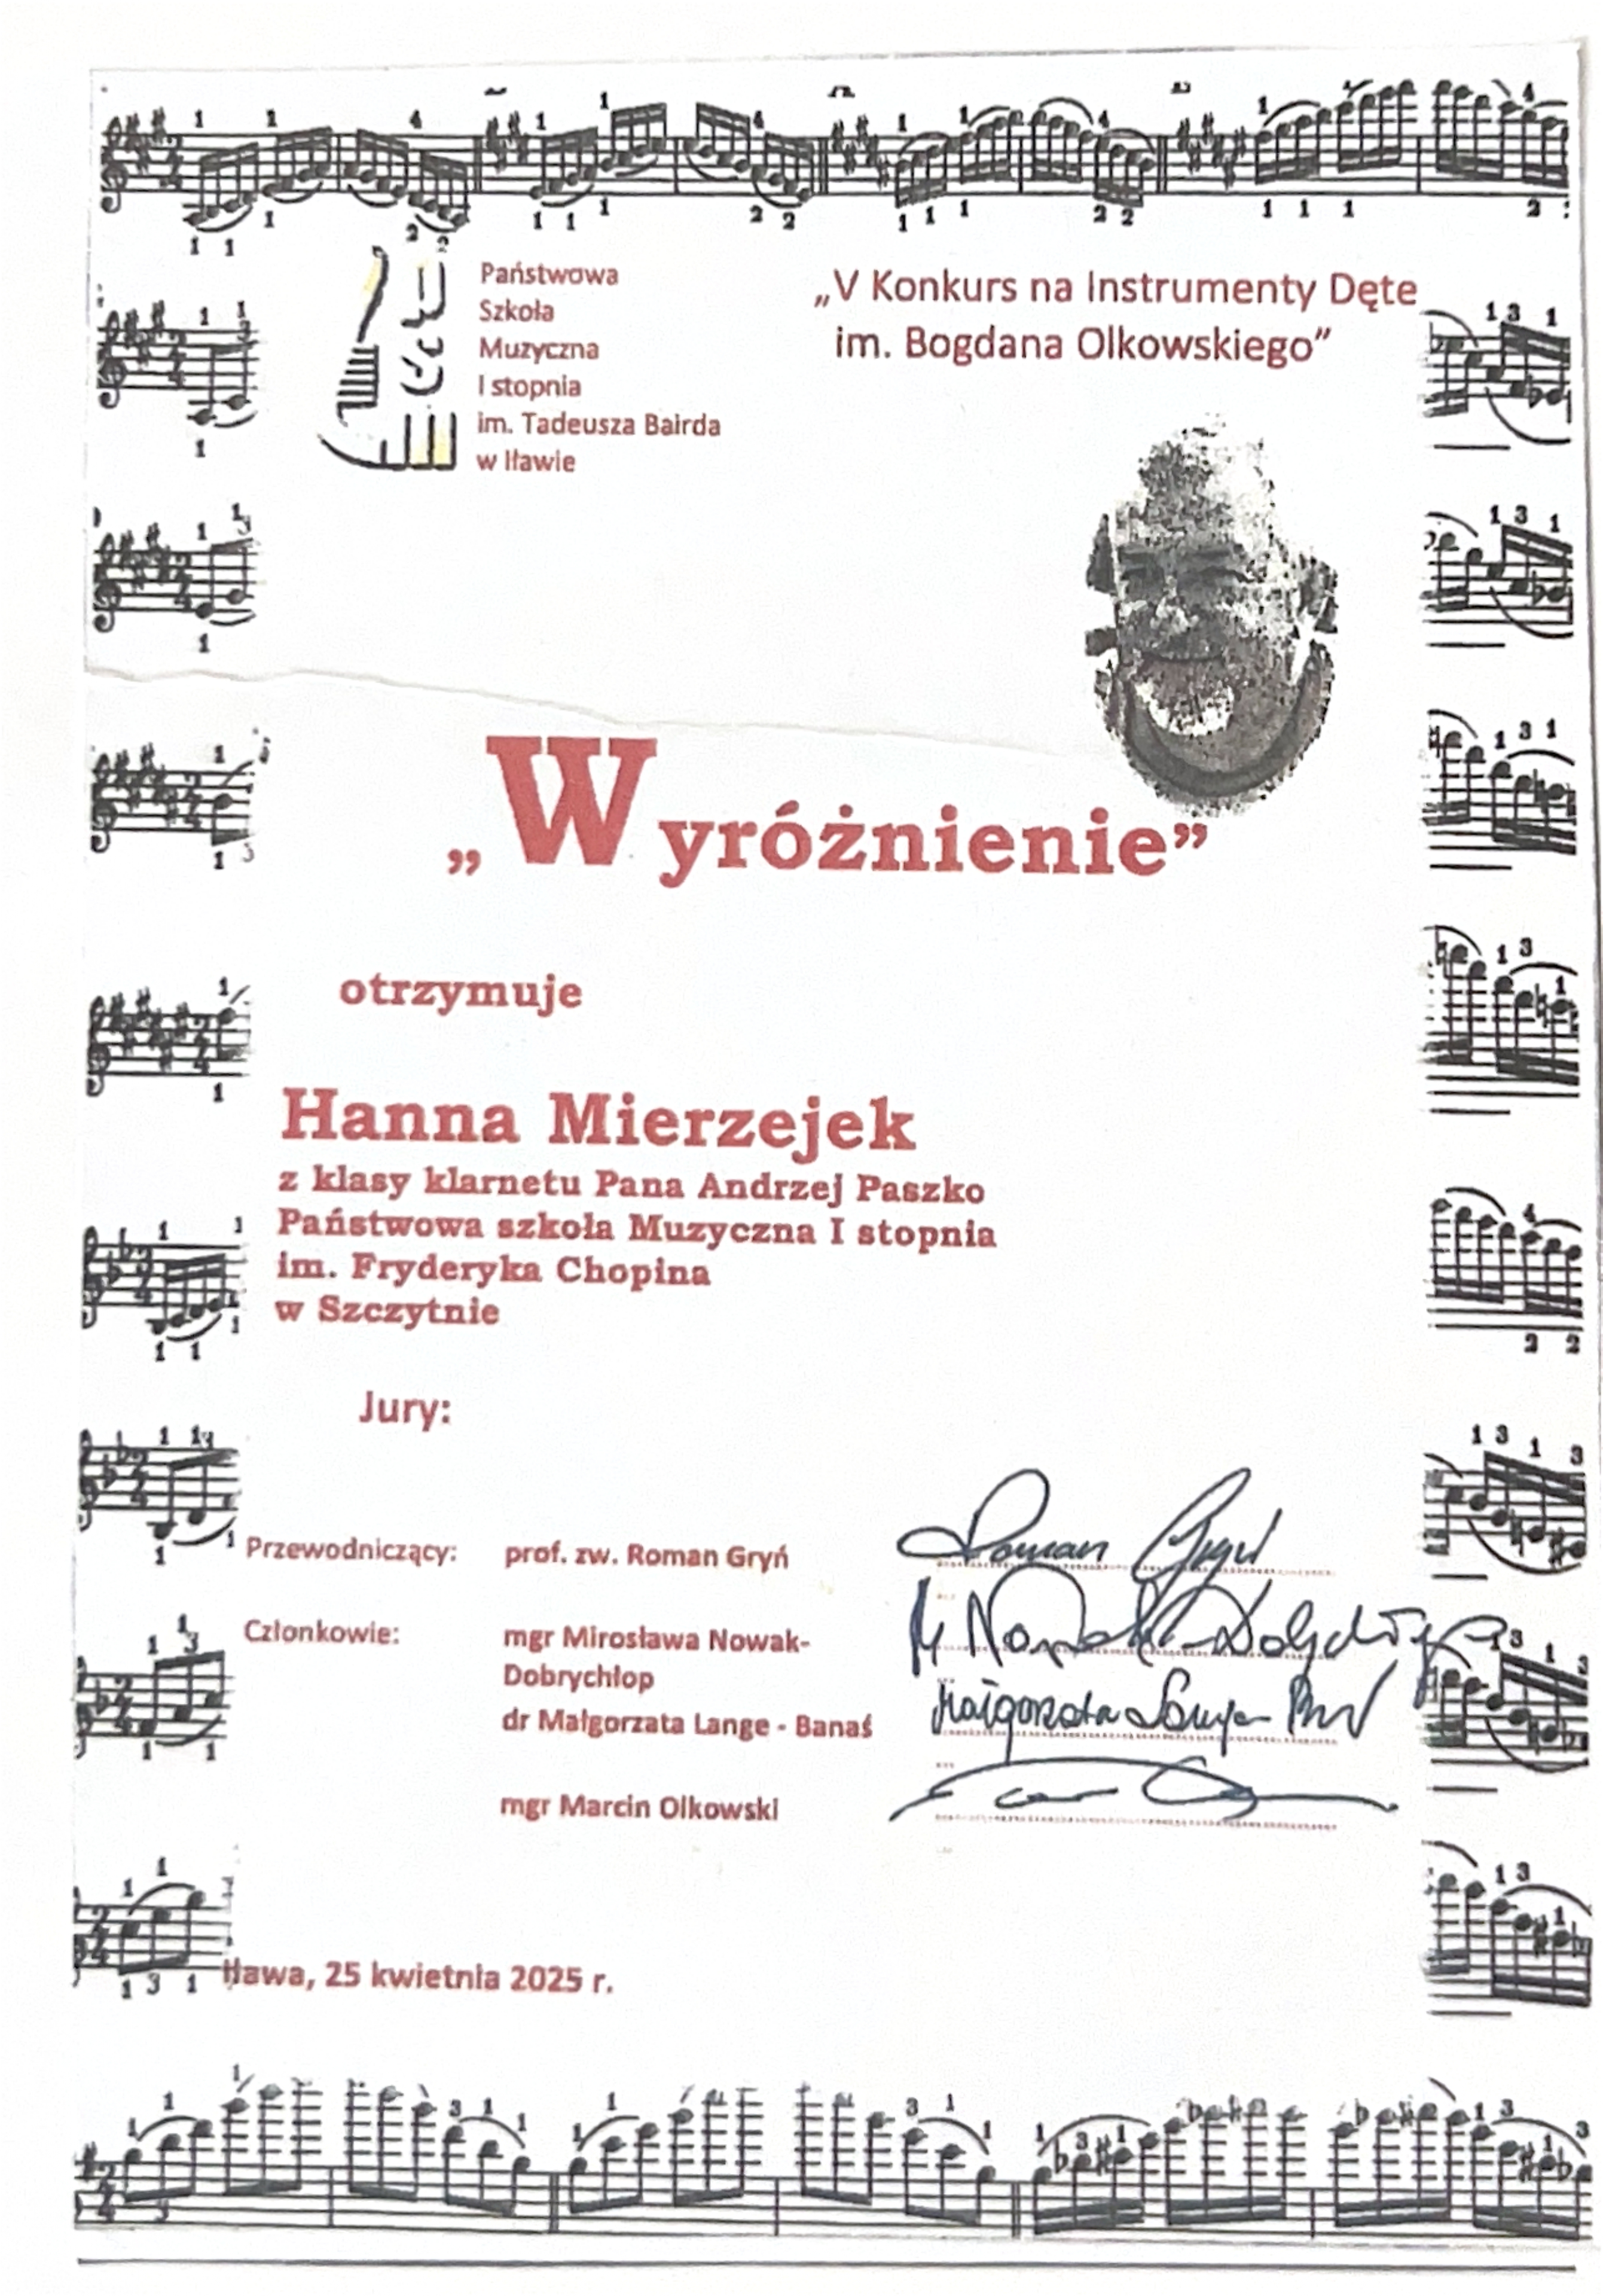 Państwowa
Szkoła
Muzyczna
I stopnia
im. Tadeusza Bairda
w Iławie
„V Konkurs na Instrumenty Dęte
im. Bogdana Olkowskiego”
„Wyróżnienie”
otrzymuje
Hanna Mierzejek
z klasy klarnetu Pana Andrzej Paszko
Państwowa szkoła Muzyczna I stopnia
im. Fryderyka Chopina
w Szczytnie
Jury:
Przewodniczący: prof. zw. Roman Gryń
Roman Gryń
Członkowie: mgr Mirosława Nowak-
Dobrychłop
dr Małgorzata Lange - Banaś
Małgorzata
mgr Marcin Olkowski
Iława, 25 kwietnia 2025 r.